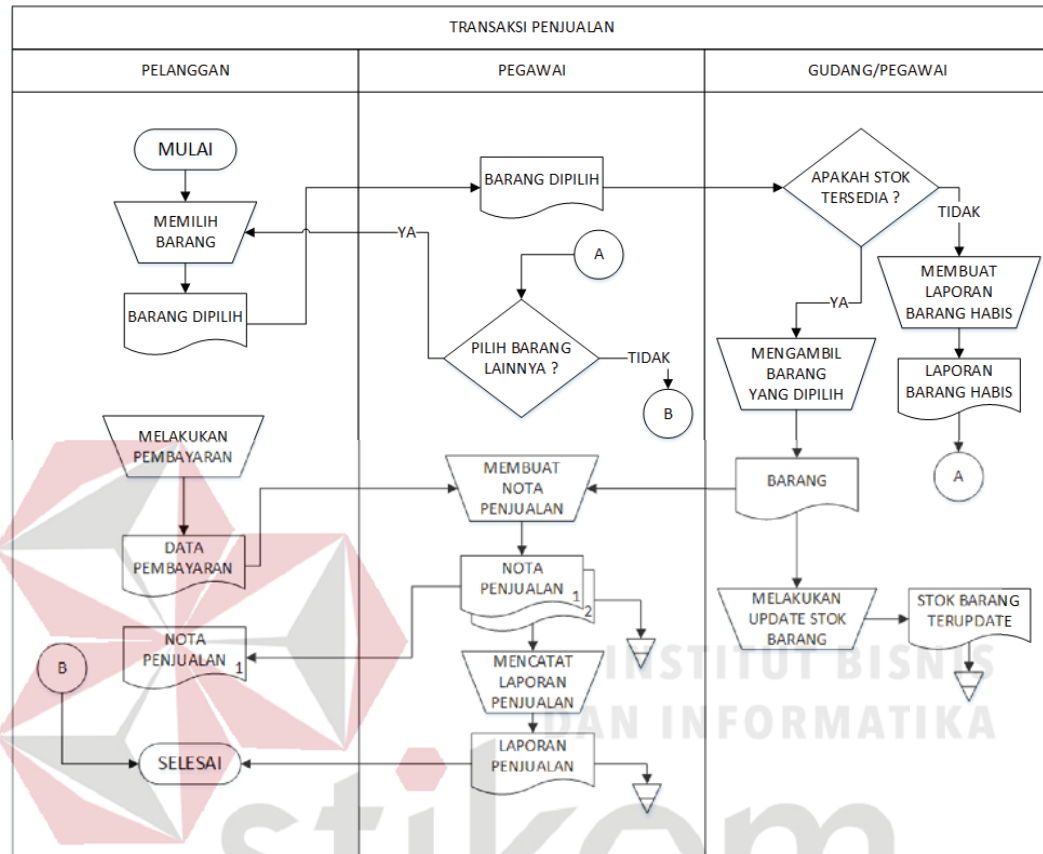 TRANSAKSI PENJUALAN
PELANGGAN
PEGAWAI
GUDANG/PEGAWAI
MULAI
MEMILIH
BARANG
BARANG DIPILIH
BARANG DIPILIH
APAKAH STOK
TERSEDIA ?
TIDAK
YA
A
PILIH BARANG
LAINNYA ?
YA
TIDAK
B
MENGAMBIL
BARANG
YANG DIPILIH
MEMBUAT
LAPORAN
BARANG HABIS
LAPORAN
BARANG HABIS
A
MELAKUKAN
PEMBAYARAN
DATA
PEMBAYARAN
MEMBUAT
NOTA
PENJUALAN
BARANG
NOTA
PENJUALAN
1
2
MELAKUKAN
UPDATE STOK
BARANG
STOK BARANG
TERUPDATE
NOTA
PENJUALAN
1
B
MENCATAT
LAPORAN
PENJUALAN
LAPORAN
PENJUALAN
SELESAI
INSTITUT BISNIS
DAN INFORMATIKA
stikom